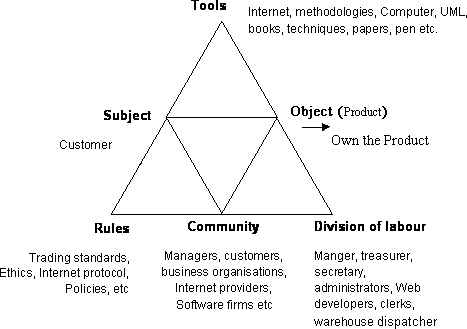 Tools
Internet, methodologies, Computer, UML,
books, techniques, papers, pen etc.
Subject
Object (Product)
Customer
Own the Product
Rules
Community
Division of labour
Trading standards,
Ethics, Internet protocol,
Policies, etc
Managers, customers,
business organisations,
Internet providers,
Software firms etc
Manger, treasurer,
secretary,
administrators, Web
developers, clerks,
warehouse dispatcher